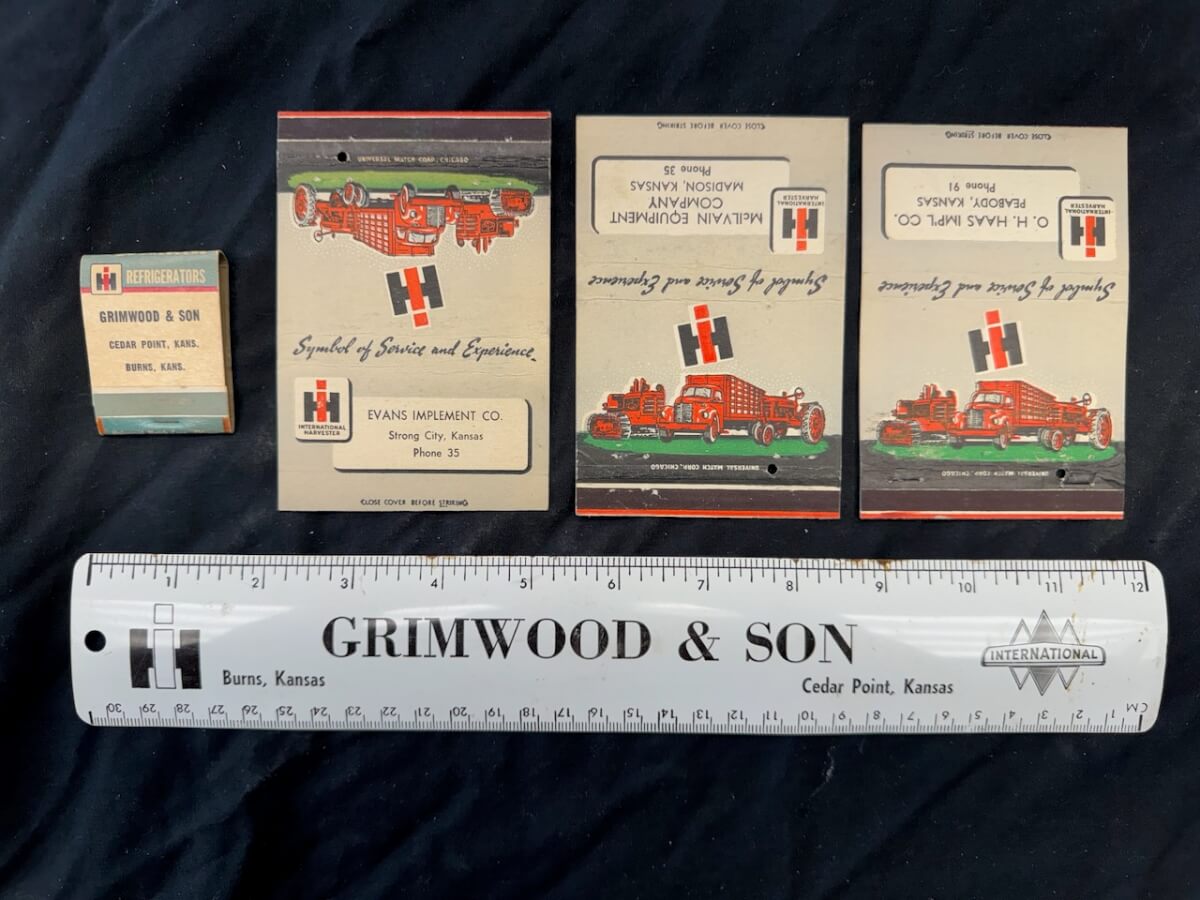 IH REFRIGERATORS
GRIMWOOD & SON
CEDAR POINT, KANS.
BURNS, KANS.
UNIVERSAL MATCH CORP., CHICAGO
IH
Symbol of Service and Experience
IH
INTERNATIONAL
HARVESTER
EVANS IMPLEMENT CO.
Strong City, Kansas
Phone 35
CLOSE COVER BEFORE STRIKING
CLOSE COVER BEFORE STRIKING
McILVAIN EQUIPMENT
COMPANY
MADISON, KANSAS
Phone 35
IH
INTERNATIONAL
HARVESTER
Symbol of Service and Experience
IH
UNIVERSAL MATCH CORP., CHICAGO
CLOSE COVER BEFORE STRIKING
O. H. HAAS IMP'L CO.
PEABODY, KANSAS
Phone 91
IH
INTERNATIONAL
HARVESTER
Symbol of Service and Experience
IH
UNIVERSAL MATCH CORP., CHICAGO
1 2 3 4 5 6 7 8 9 10 11 12
IH
GRIMWOOD & SON
INTERNATIONAL
Burns, Kansas
Cedar Point, Kansas
CM 1 2 3 4 5 6 7 8 9 10 11 12 13 14 15 16 17 18 19 20 21 22 23 24 25 26 27 28 29 30